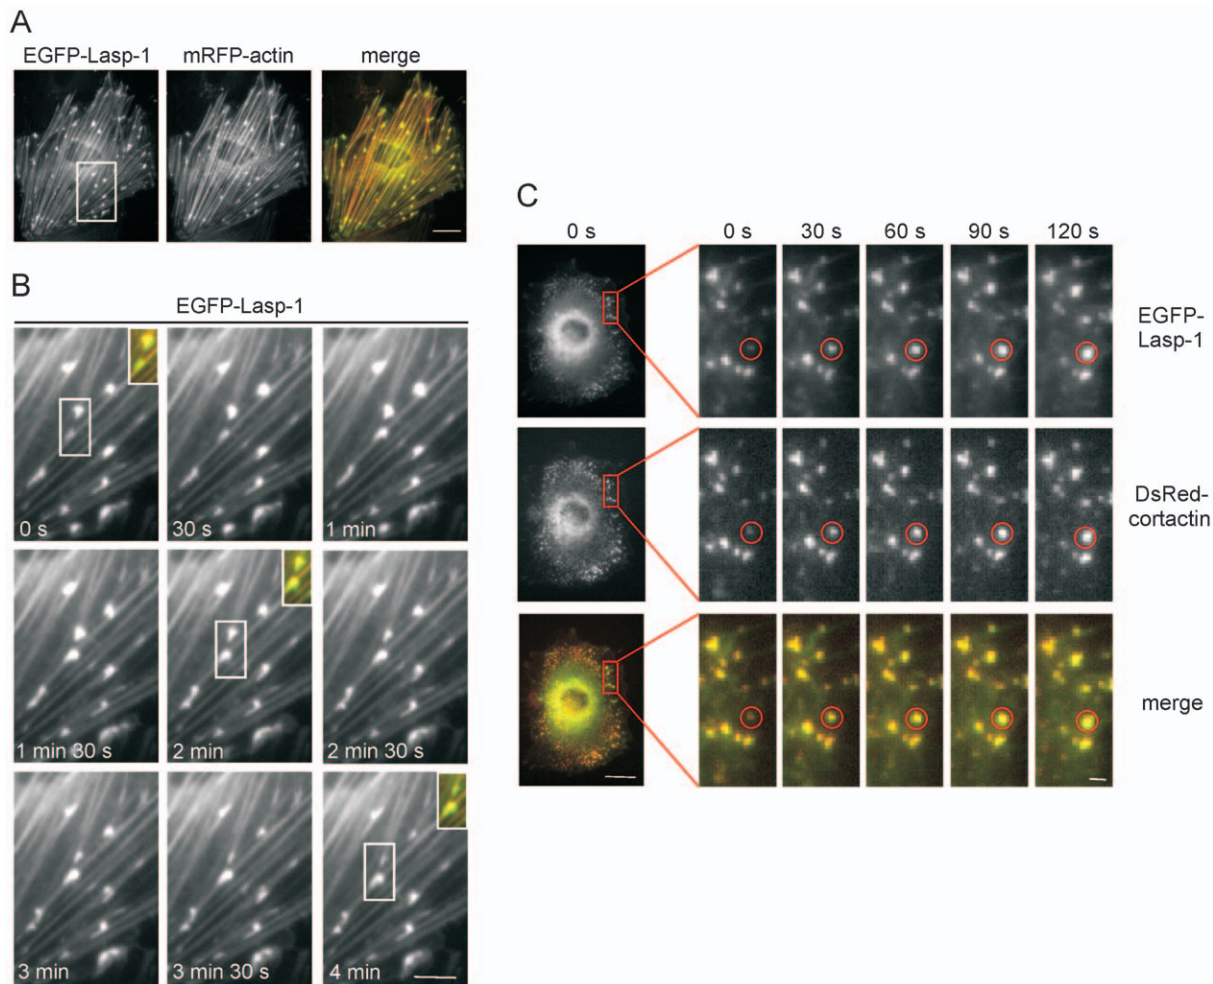 A
EGFP-Lasp-1 mRFP-actin merge
B
EGFP-Lasp-1
0 s 30 s 1 min
1 min 30 s 2 min 2 min 30 s
3 min 3 min 30 s 4 min
C
0 s 0 s 30 s 60 s 90 s 120 s
EGFP-
Lasp-1
DsRed-
cortactin
merge